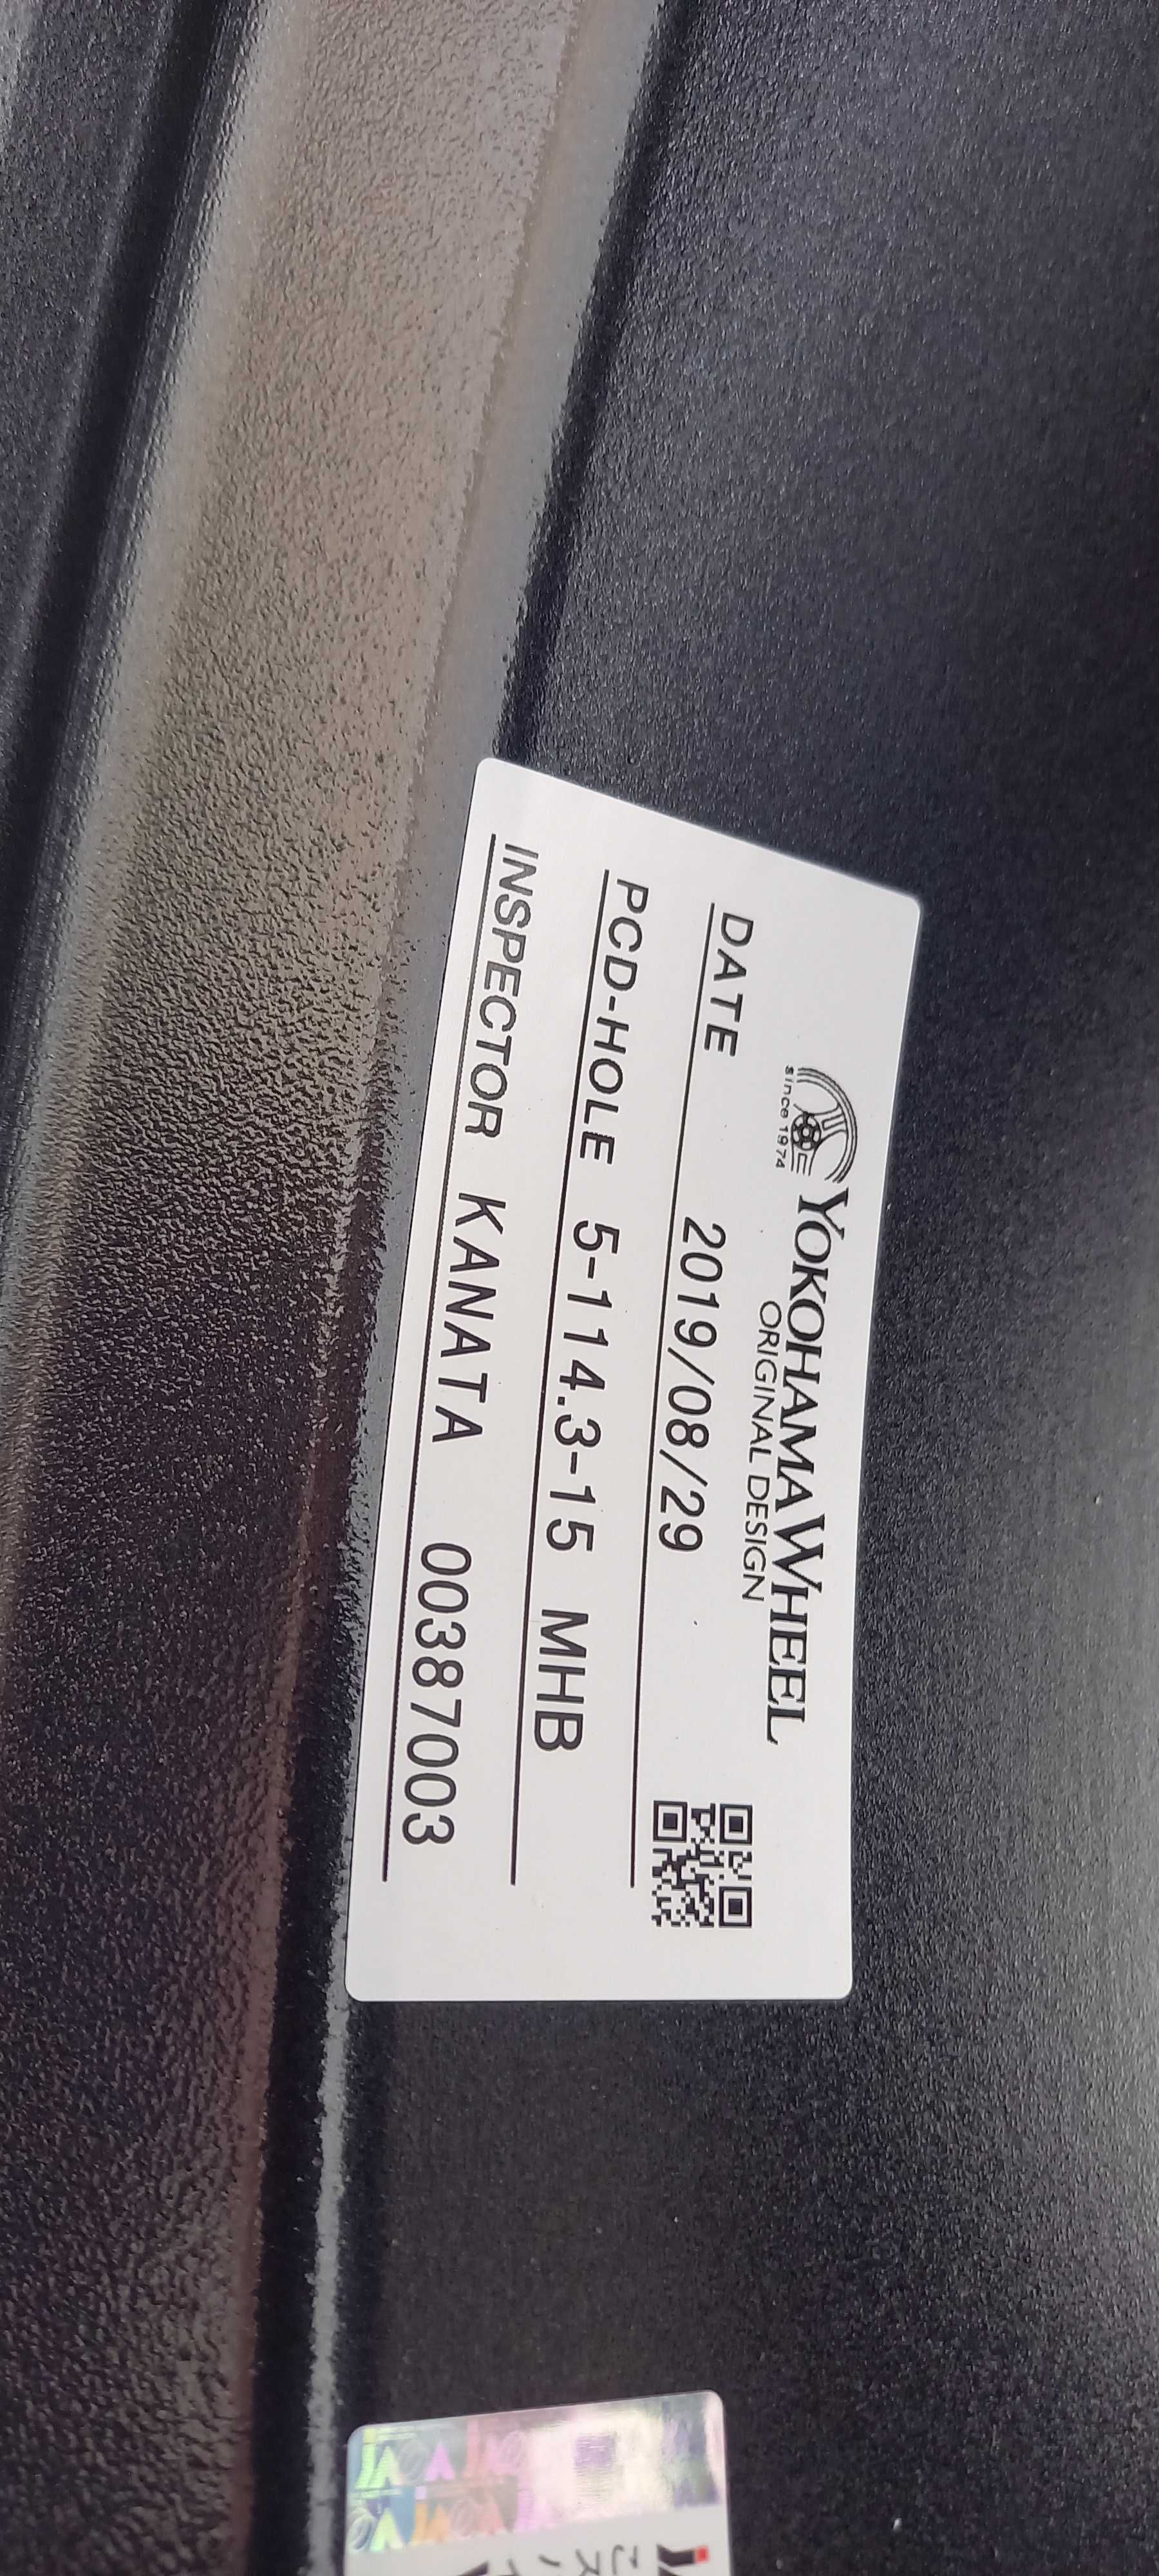 YOKOHAMA WHEEL
since 1974
ORIGINAL DESIGN
DATE 2019/08/29
PCD-HOLE 5-114.3-15 MHB
INSPECTOR KANATA 00387003